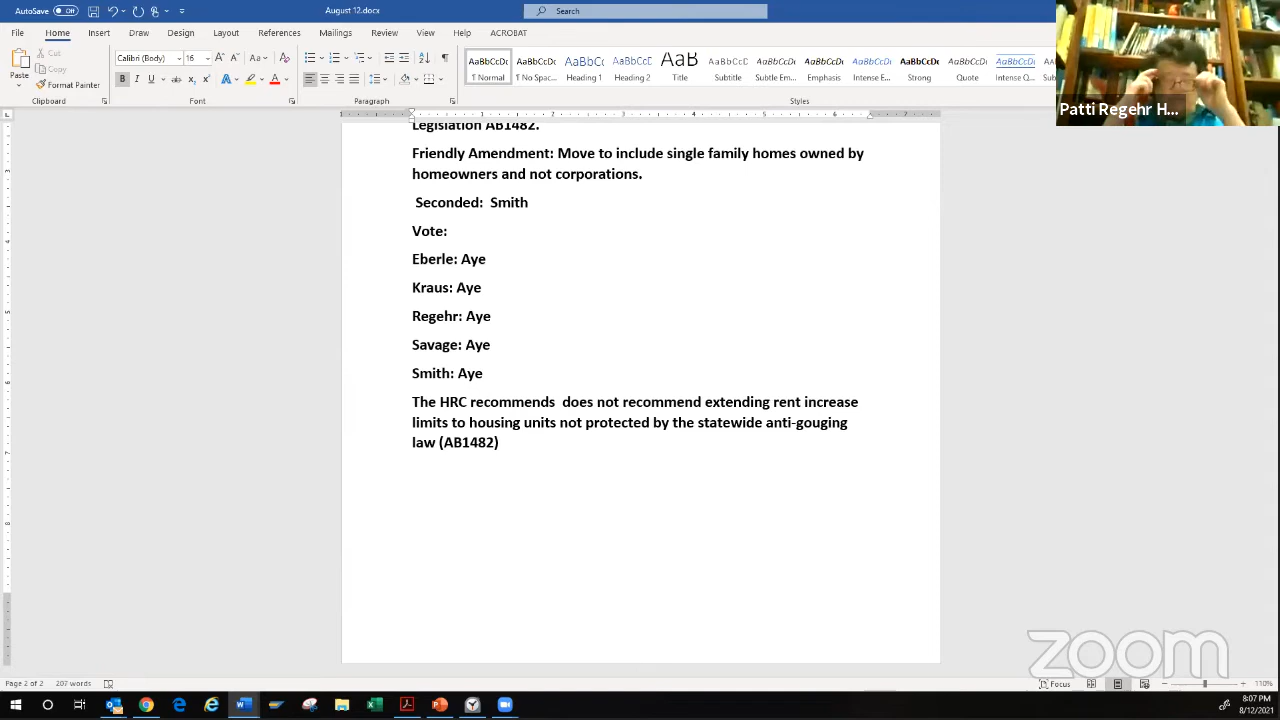 AutoSave Off
August 12.docx
Search
File Home Insert Draw Design Layout References Mailings Review View Help ACROBAT
Paste
Cut
Copy
Format Painter
Clipboard
Calibri (Body) 16
Font
Paragraph
Normal
No Spac...
Heading 1
Heading 2
Title
Subtitle
Subtle Em...
Emphasis
Intense E...
Strong
Quote
Intense Q...
Styles
Patti Regehr H...
Legislation AB1482.
Friendly Amendment: Move to include single family homes owned by
homeowners and not corporations.
Seconded: Smith
Vote:
Eberle: Aye
Kraus: Aye
Regehr: Aye
Savage: Aye
Smith: Aye
The HRC recommends does not recommend extending rent increase
limits to housing units not protected by the statewide anti-gouging
law (AB1482)
zoom
Page 2 of 2 207 words
Focus
110%
8:07 PM
8/12/2021